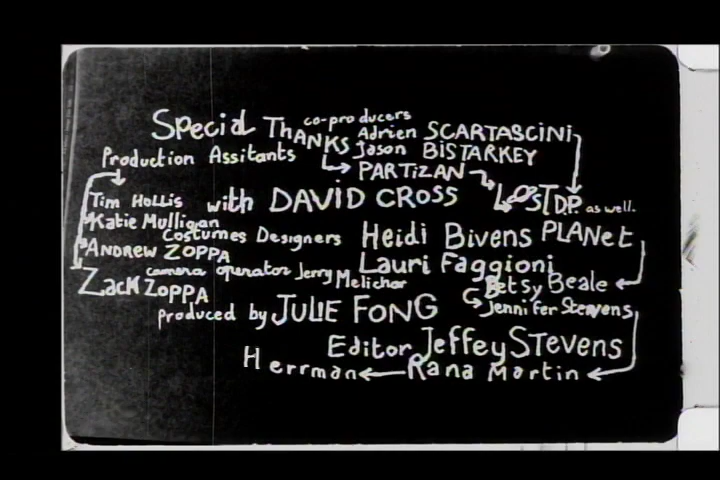 Special Thanks co-producers
Adrien SCARTASCINI
Jason BISTARKEY
Production Assitants
PARTIZAN
LOST PLANet
D.P. as well.
Tim Hollis
with DAVID CROSS
Katie Mulligan
Costumes Designers Heidi Bivens
ANDREW ZOPPA
Lauri Faggioni
camera operator Jerry Melichar
Betsy Beale
Zack ZOPPA
Jennifer Stevens
produced by JULIE FONG
Editor Jeffey STEVENS
Herrman Rana Martin